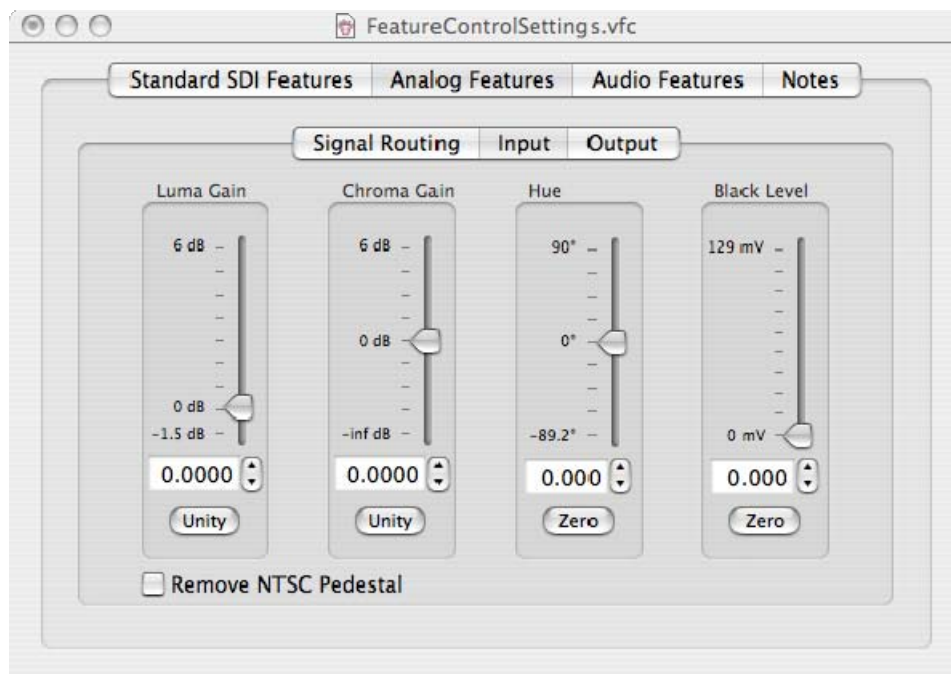 FeatureControlSettings.vfc
Standard SDI Features Analog Features Audio Features Notes
Signal Routing Input Output
Luma Gain Chroma Gain Hue Black Level
6 dB 6 dB 90° 129 mV
0 dB 0°
0 dB
-1.5 dB -inf dB -89.2° 0 mV
0.0000 0.0000 0.000 0.000
Unity Unity Zero Zero
Remove NTSC Pedestal